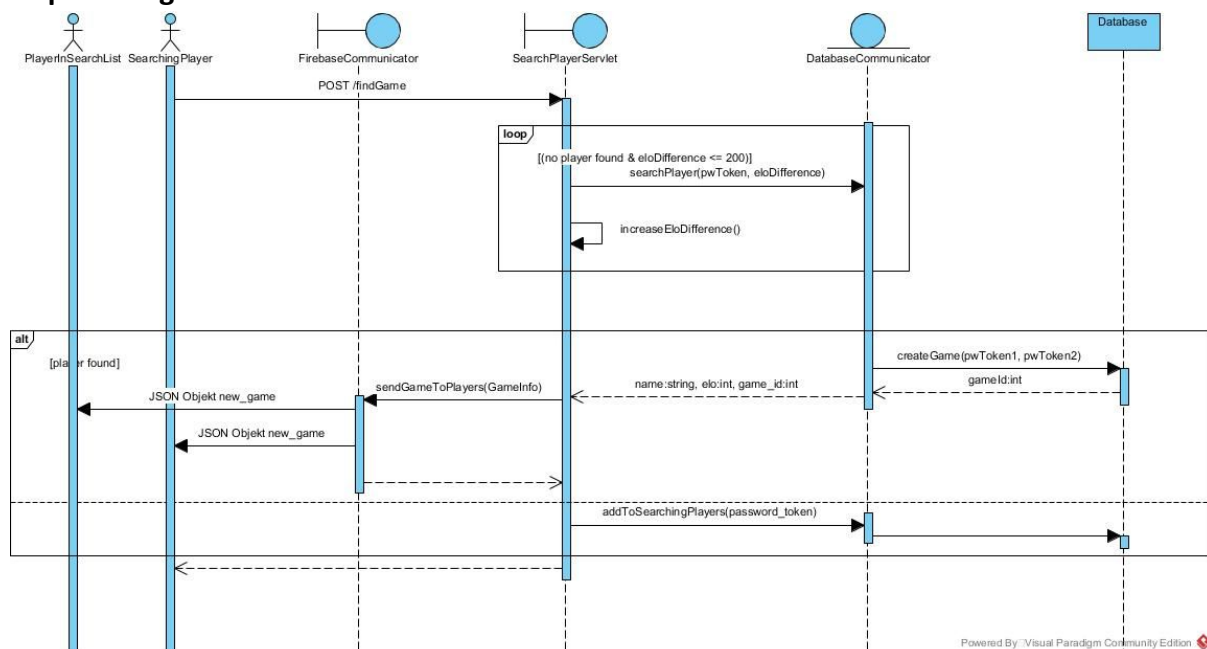 PlayerInSearchList
SearchingPlayer
FirebaseCommunicator
SearchPlayerServlet
DatabaseCommunicator
Database
POST /findGame
loop
[(no player found & eloDifference <= 200)]
searchPlayer(pwToken, eloDifference)
increaseEloDifference()
alt
[player found]
createGame(pwToken1, pwToken2)
gameId:int
name:string, elo:int, game_id:int
sendGameToPlayers(GameInfo)
JSON Objekt new_game
JSON Objekt new_game
addToSearchingPlayers(password_token)
Powered By Visual Paradigm Community Edition